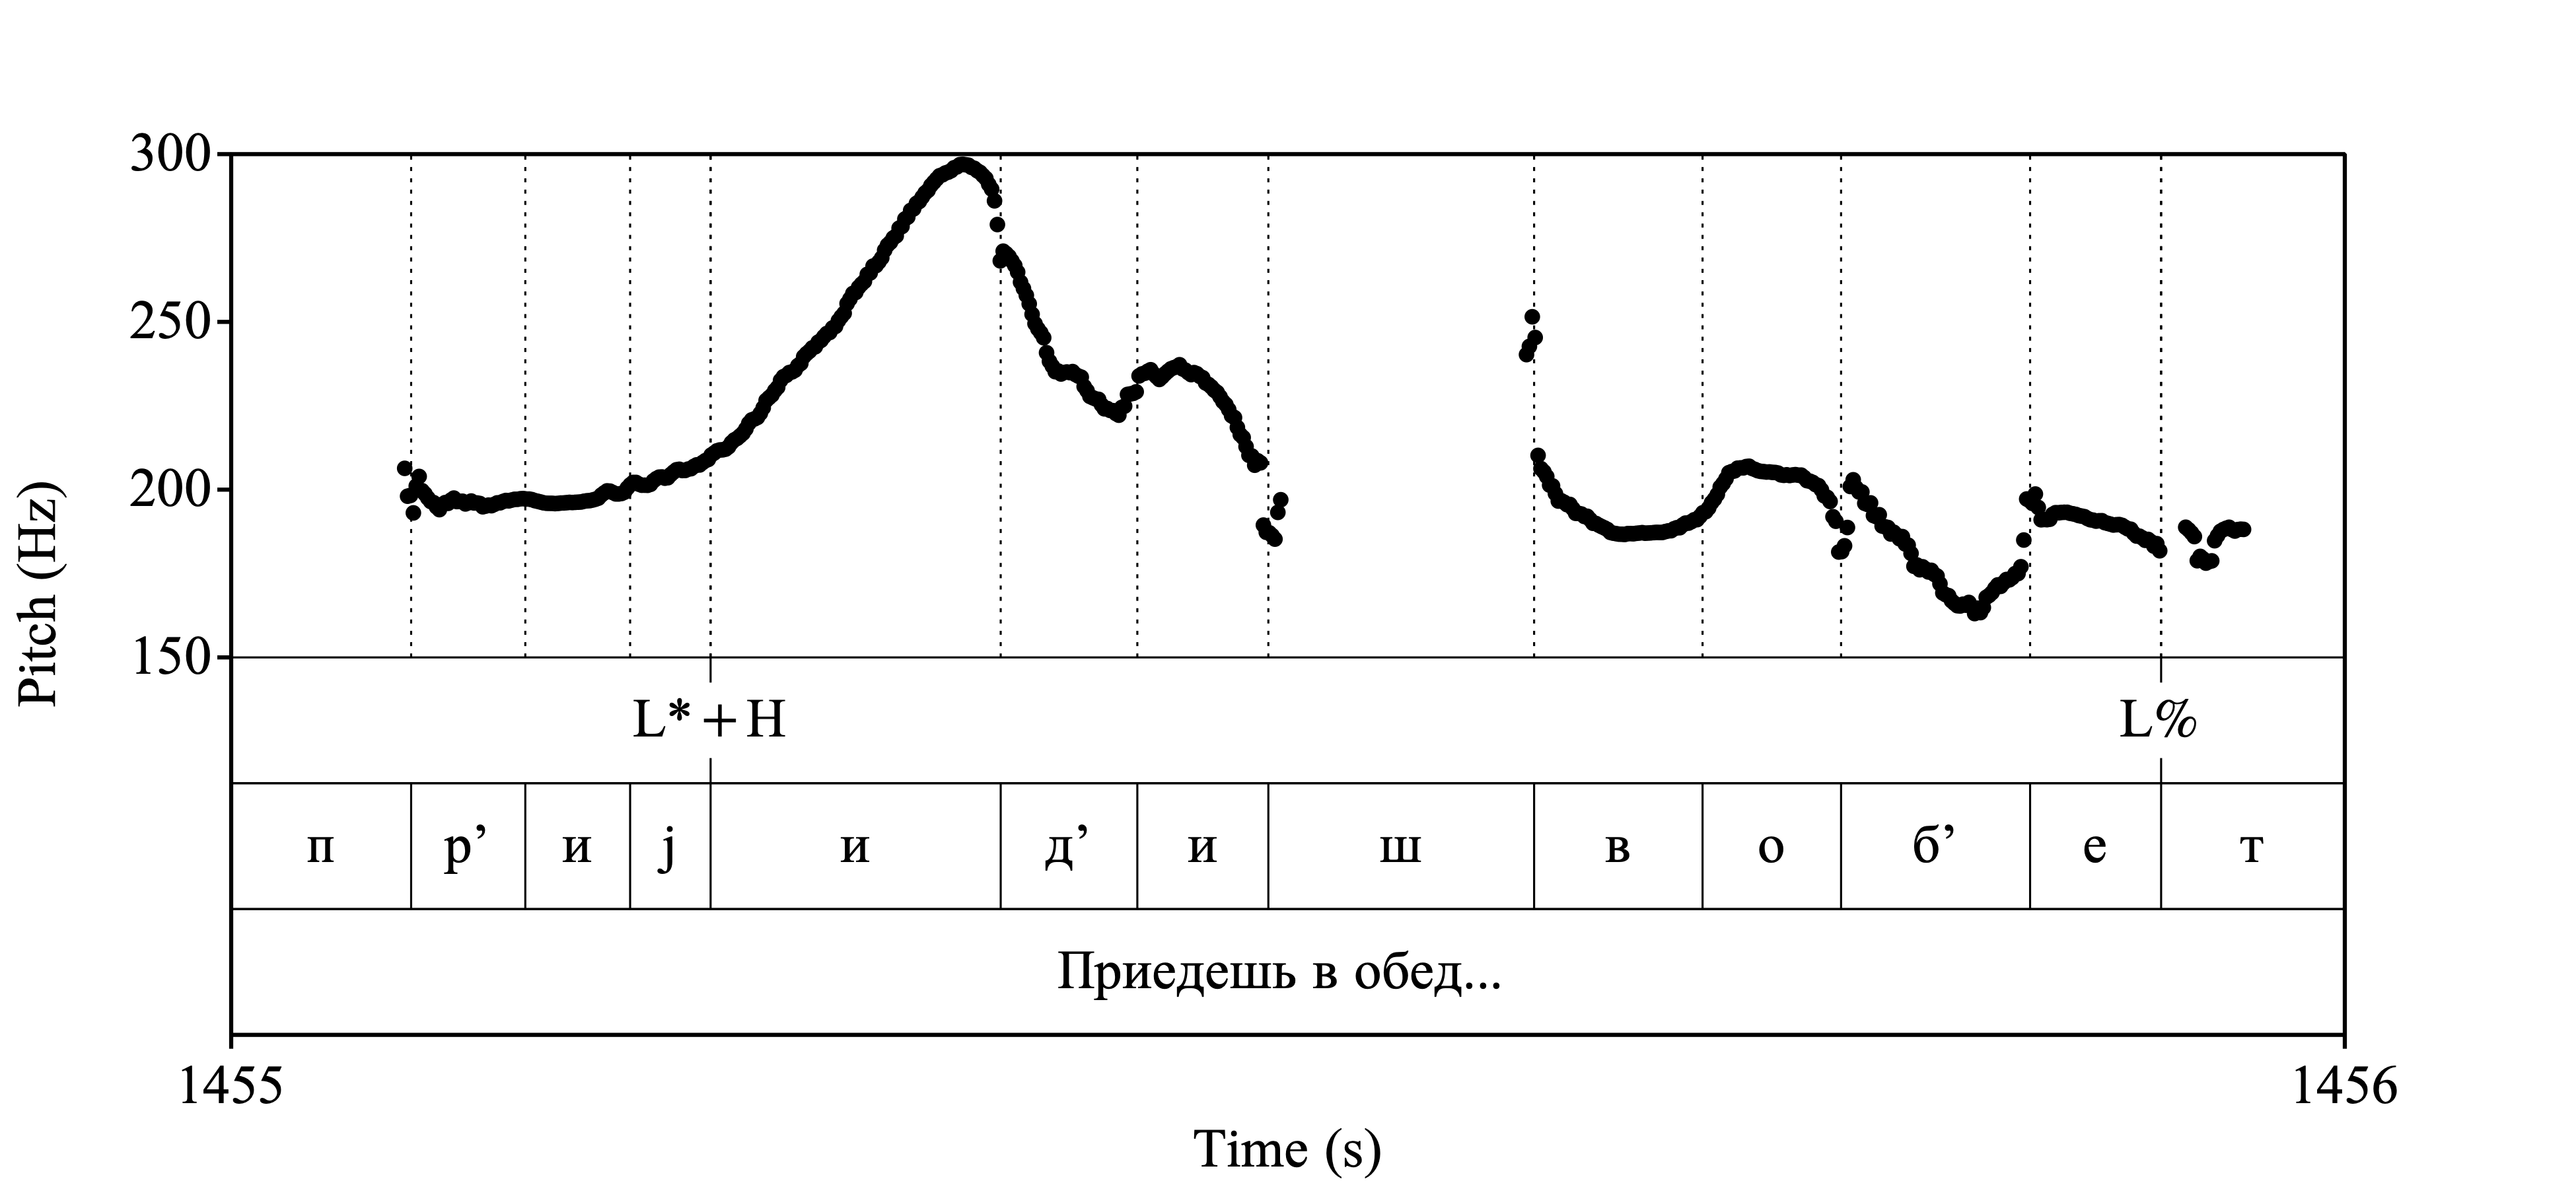 300
250
200
150
Pitch (Hz)
L*+H L%
п р’ и j и д’ и ш в о б’ е т
Приедешь в обед...
1455 1456
Time (s)